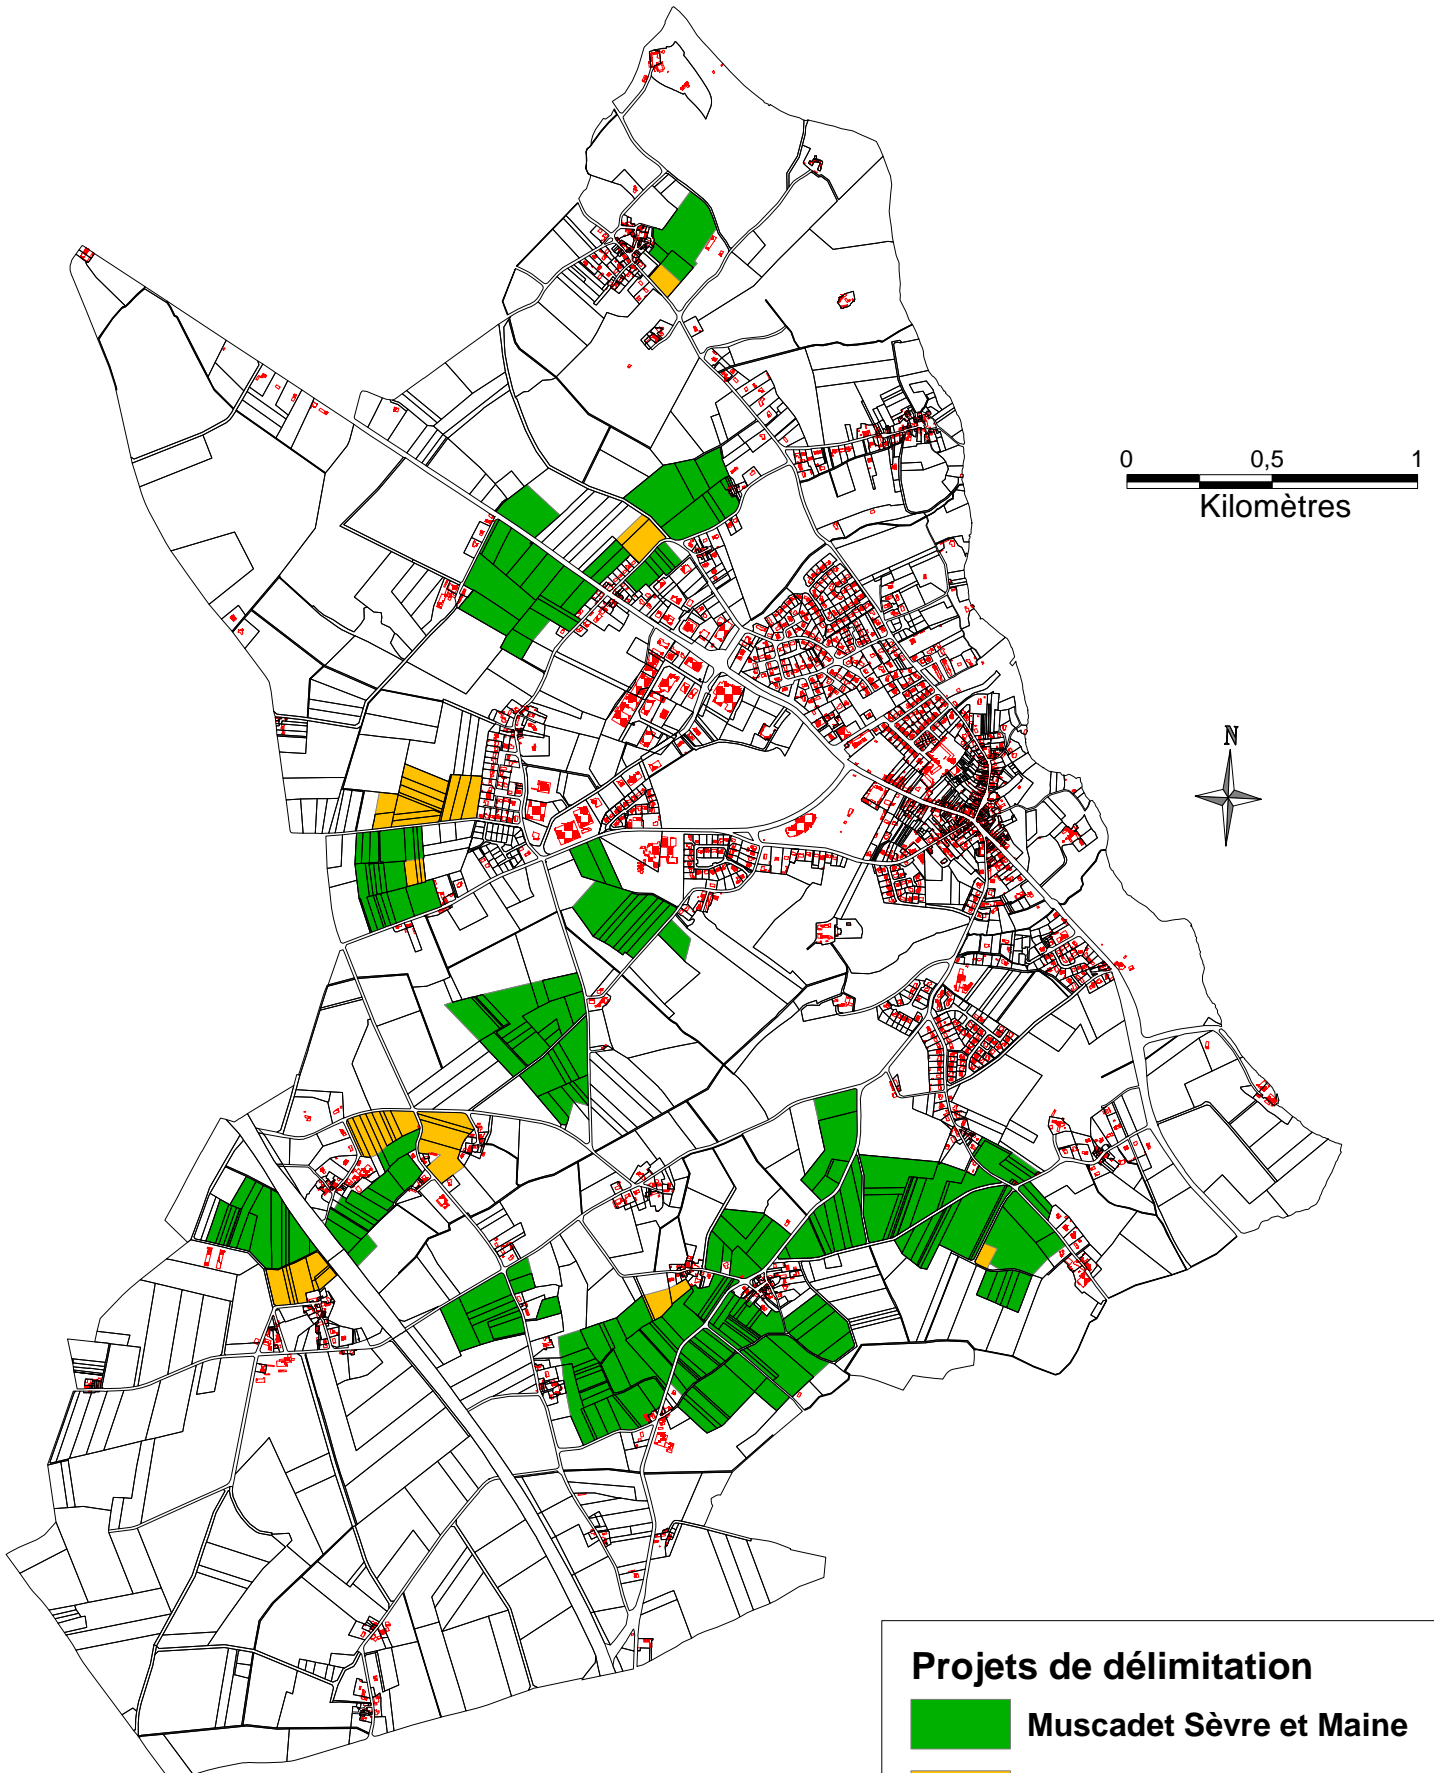 0 0,5 1
Kilomètres
N
Projets de délimitation
Muscadet Sèvre et Maine